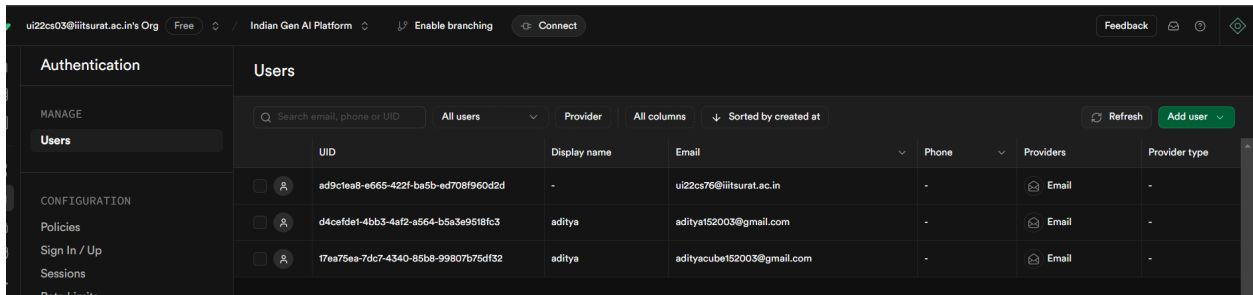 ui22cs03@iiitsurat.ac.in's Org Free / Indian Gen AI Platform Enable branching Connect Feedback
Authentication
Users
MANAGE
Users
CONFIGURATION
Policies
Sign In / Up
Sessions
Rate Limits
Search email, phone or UID All users Provider All columns Sorted by created at Refresh Add user
UID Display name Email Phone Providers Provider type
ad9c1ea8-e665-422f-ba5b-ed708f960d2d - ui22cs76@iiitsurat.ac.in - Email -
d4cefde1-4bb3-4af2-a564-b5a3e9518fc3 aditya aditya152003@gmail.com - Email -
17ea75ea-7dc7-4340-85b8-99807b75df32 aditya adityacube152003@gmail.com - Email -